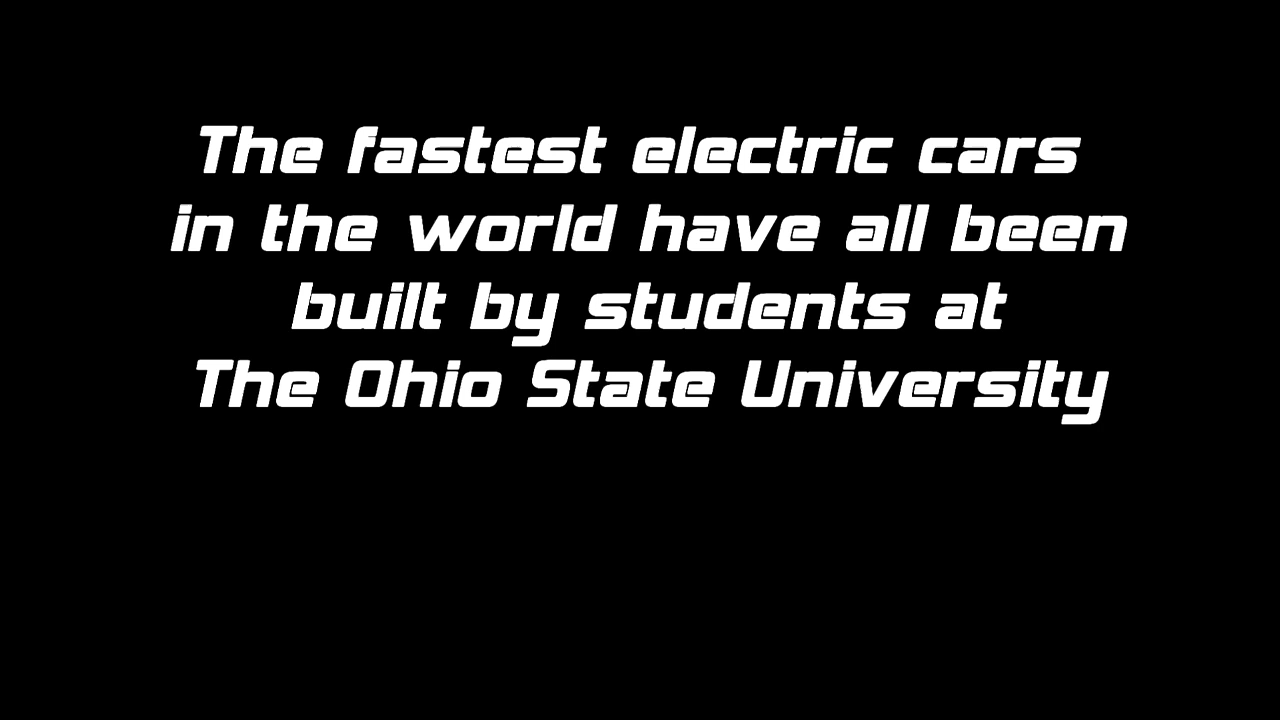 The fastest electric cars
in the world have all been
built by students at
The Ohio State University